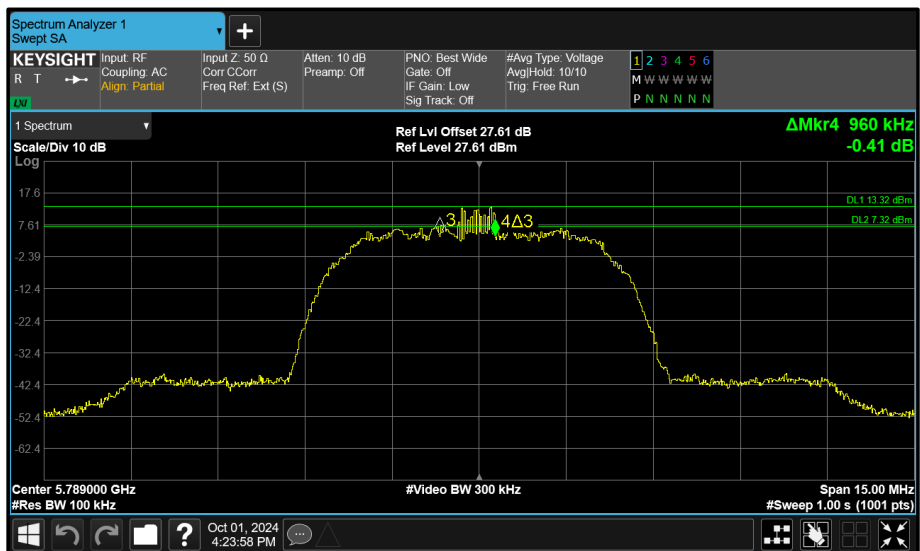 Spectrum Analyzer 1
Swept SA
+
KEYSIGHT
R T
LXI
Input: RF
Coupling: AC
Align: Partial
Input Z: 50 Ω
Corr CCorr
Freq Ref: Ext (S)
Atten: 10 dB
Preamp: Off
PNO: Best Wide
Gate: Off
IF Gain: Low
Sig Track: Off
#Avg Type: Voltage
Avg|Hold: 10/10
Trig: Free Run
1 2 3 4 5 6
M W W W W W
P N N N N N
1 Spectrum
Scale/Div 10 dB
Log
Ref Lvl Offset 27.61 dB
Ref Level 27.61 dBm
ΔMkr4 960 kHz
-0.41 dB
17.6
7.61
-2.39
-12.4
-22.4
-32.4
-42.4
-52.4
-62.4
DL1 13.32 dBm
DL2 7.32 dBm
3
4Δ3
Center 5.789000 GHz
#Res BW 100 kHz
#Video BW 300 kHz
Span 15.00 MHz
#Sweep 1.00 s (1001 pts)
?
Oct 01, 2024
4:23:58 PM